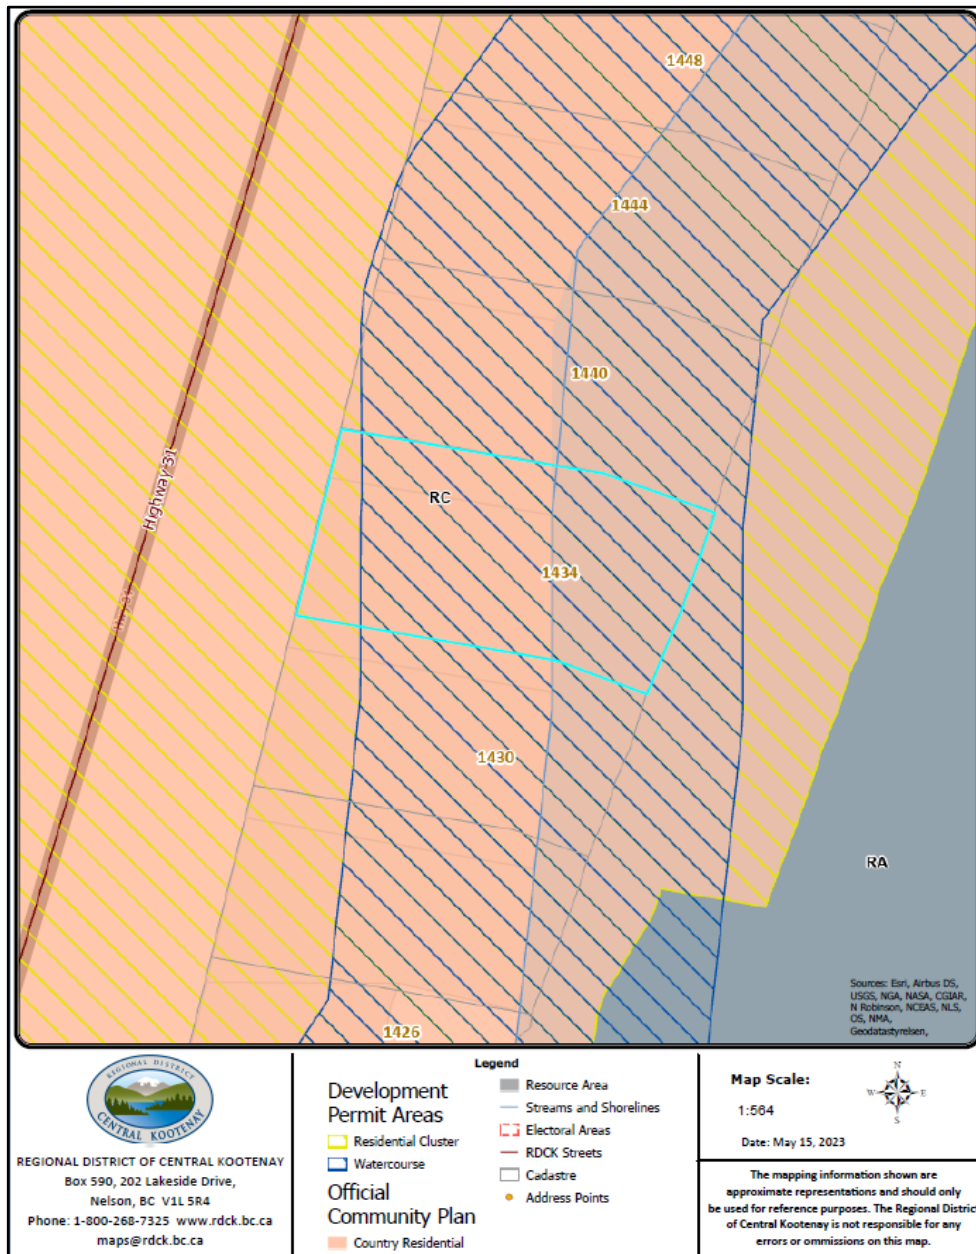 1448
1444
1440
Highway 31
RC
1434
1430
RA
1426
Sources: Esri, Airbus DS,
USGS, NGA, NASA, CGIAR,
N Robinson, NCEAS, NLS,
OS, NMA,
Geodatastyrelsen,
REGIONAL DISTRICT
CENTRAL KOOTENAY
REGIONAL DISTRICT OF CENTRAL KOOTENAY
Box 590, 202 Lakeside Drive,
Nelson, BC V1L 5R4
Phone: 1-800-268-7325 www.rdck.bc.ca
maps@rdck.bc.ca
Legend
Development
Permit Areas
Residential Cluster
Watercourse
Official
Community Plan
Country Residential
Resource Area
Streams and Shorelines
Electoral Areas
RDCK Streets
Cadastre
Address Points
Map Scale:
1:564
N
W
E
S
Date: May 15, 2023
The mapping information shown are
approximate representations and should only
be used for reference purposes. The Regional District
of Central Kootenay is not responsible for any
errors or ommissions on this map.